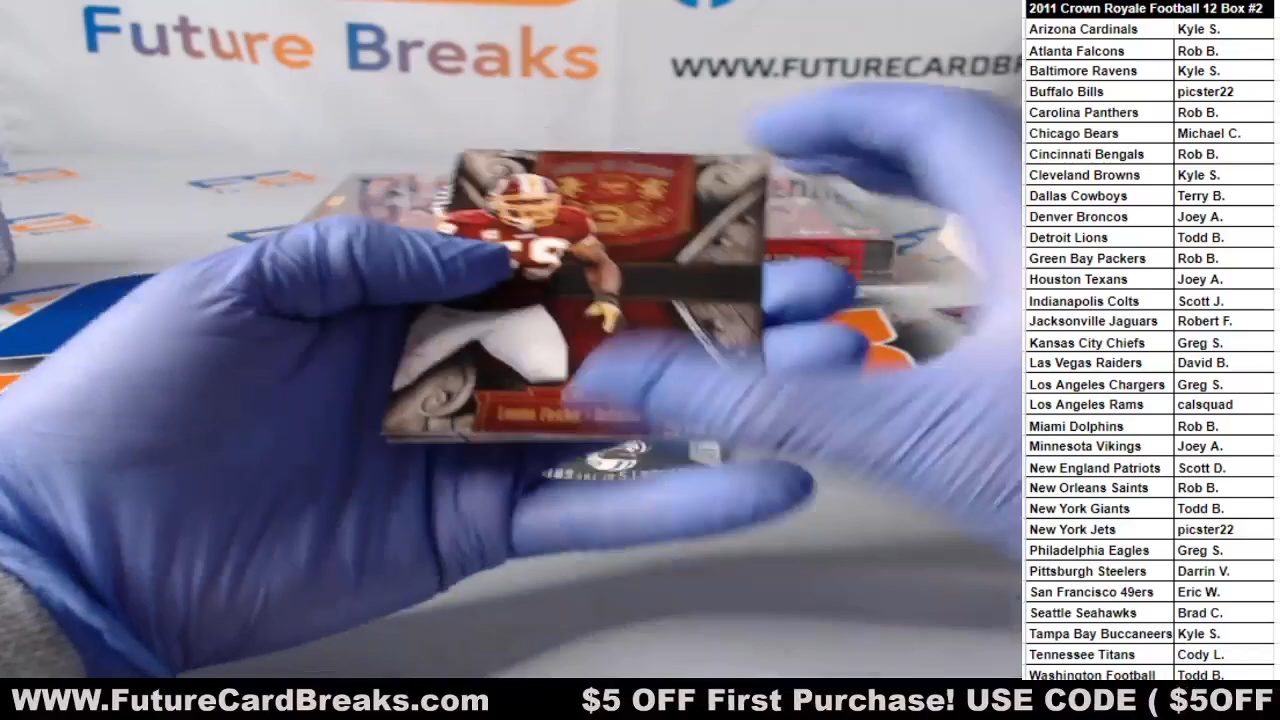 Future Breaks
WWW.FUTURECARDBR
2011 Crown Royale Football 12 Box #2
Arizona Cardinals Kyle S.
Atlanta Falcons Rob B.
Baltimore Ravens Kyle S.
Buffalo Bills picster22
Carolina Panthers Rob B.
Chicago Bears Michael C.
Cincinnati Bengals Rob B.
Cleveland Browns Kyle S.
Dallas Cowboys Terry B.
Denver Broncos Joey A.
Detroit Lions Todd B.
Green Bay Packers Rob B.
Houston Texans Joey A.
Indianapolis Colts Scott J.
Jacksonville Jaguars Robert F.
Kansas City Chiefs Greg S.
Las Vegas Raiders David B.
Los Angeles Chargers Greg S.
Los Angeles Rams calsquad
Miami Dolphins Rob B.
Minnesota Vikings Joey A.
New England Patriots Scott D.
New Orleans Saints Rob B.
New York Giants Todd B.
New York Jets picster22
Philadelphia Eagles Greg S.
Pittsburgh Steelers Darrin V.
San Francisco 49ers Eric W.
Seattle Seahawks Brad C.
Tampa Bay Buccaneers Kyle S.
Tennessee Titans Cody L.
Washington Football Todd B.
WWW.FutureCardBreaks.com $5 OFF First Purchase! USE CODE ( $5OFF